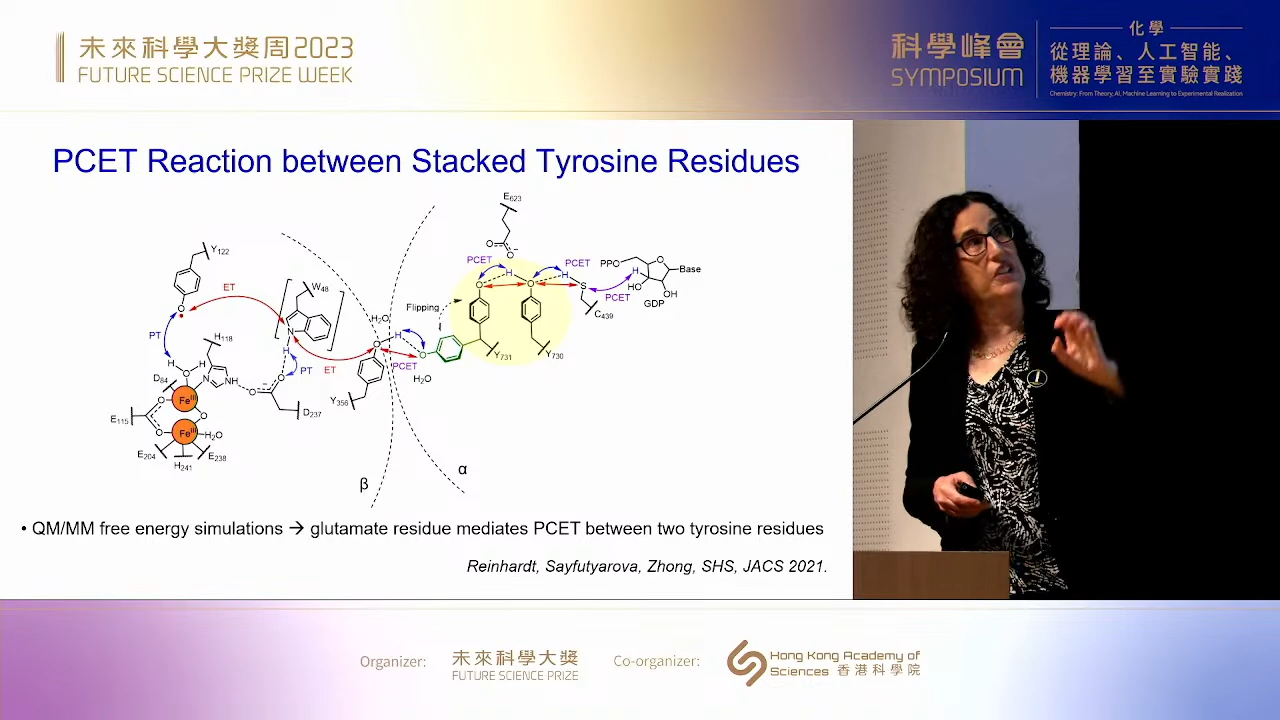 未來科學大獎周2023
FUTURE SCIENCE PRIZE WEEK
科學峰會
SYMPOSIUM
化學
從理論、人工智能、
機器學習至實驗實踐
Chemistry: From Theory, AI, Machine Learning to Experimental Realization
PCET Reaction between Stacked Tyrosine Residues
E623
O
O
−
Y122
O
ET
W48
N
H
PT
H118
H
H
O
N
NH
D84
FeIII
O
FeIII
H2O
E115
O
O
E204
H241
E238
O
O
D237
PT
ET
H2O
O
H
Y356
PCET
O
H2O
Flipping
PCET
H
O
O
PCET
H
S
C439
Y731
Y730
PPO
O
Base
H
HO
OH
PCET
GDP
β
α
• QM/MM free energy simulations → glutamate residue mediates PCET between two tyrosine residues
Reinhardt, Sayfutyarova, Zhong, SHS, JACS 2021.
Organizer:
未來科學大獎
FUTURE SCIENCE PRIZE
Co-organizer:
Hong Kong Academy of
Sciences 香港科學院